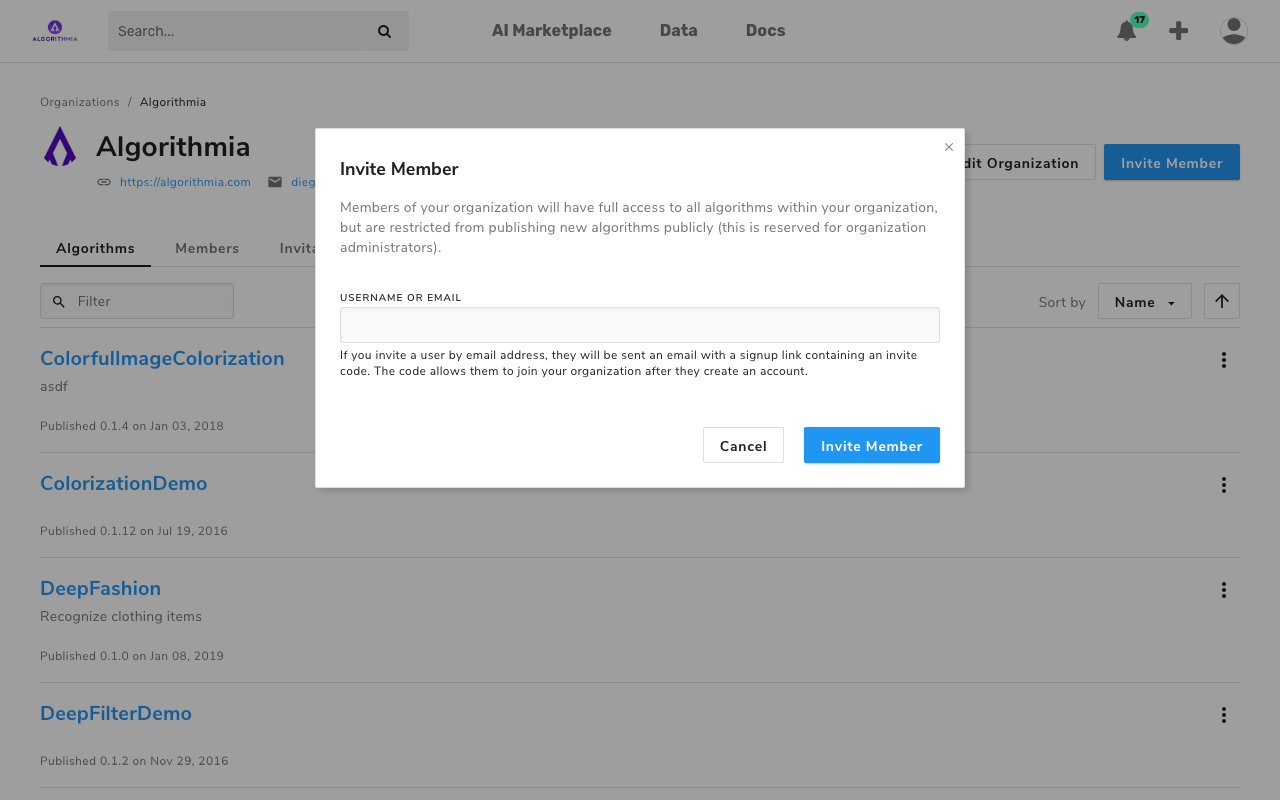 ALGORITHMIA
Search...
AI Marketplace
Data
Docs
17
Organizations / Algorithmia
Algorithmia
https://algorithmia.com
dieg
dit Organization
Invite Member
Algorithms
Members
Invita
Filter
Sort by
Name
ColorfulImageColorization
asdf
Published 0.1.4 on Jan 03, 2018
ColorizationDemo
Published 0.1.12 on Jul 19, 2016
DeepFashion
Recognize clothing items
Published 0.1.0 on Jan 08, 2019
DeepFilterDemo
Published 0.1.2 on Nov 29, 2016
Invite Member
Members of your organization will have full access to all algorithms within your organization,
but are restricted from publishing new algorithms publicly (this is reserved for organization
administrators).
USERNAME OR EMAIL
If you invite a user by email address, they will be sent an email with a signup link containing an invite
code. The code allows them to join your organization after they create an account.
Cancel
Invite Member